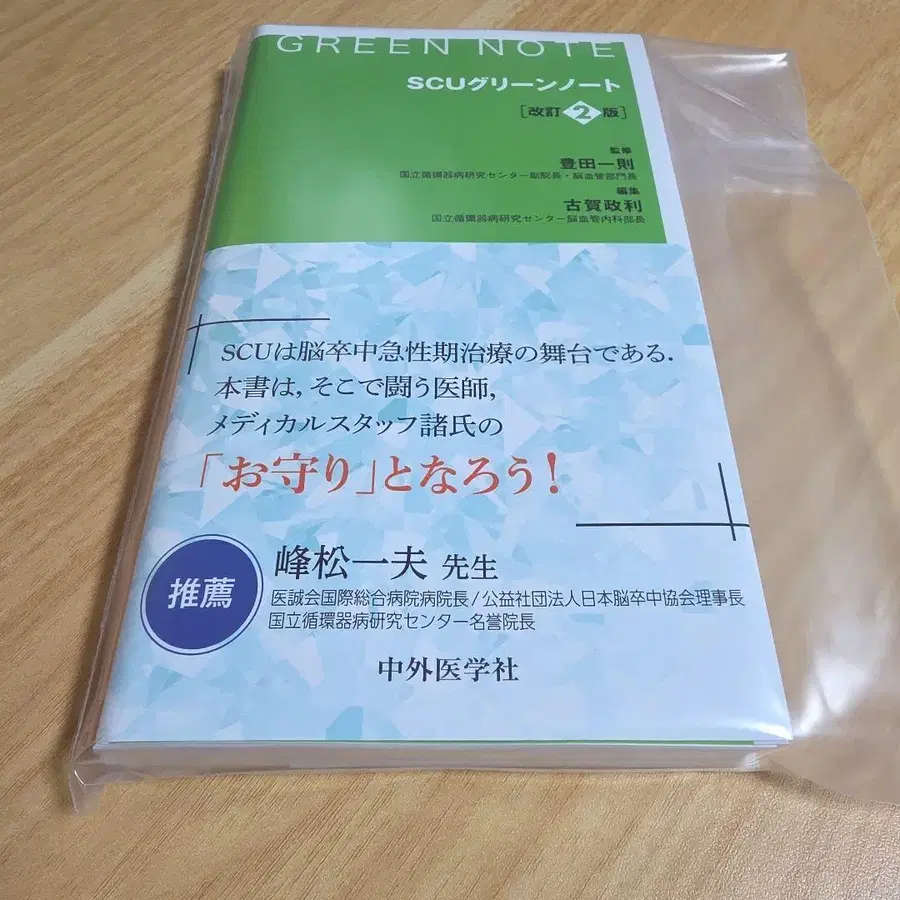 GREEN NOTE
SCUグリーンノート
[改訂2版]
監修
豊田一則
国立循環器病研究センター副院長・脳血管部門長
編集
古賀政利
国立循環器病研究センター脳血管内科部長
SCUは脳卒中急性期治療の舞台である．
本書は，そこで闘う医師，
メディカルスタッフ諸氏の
「お守り」となろう！
推薦
峰松一夫 先生
医誠会国際総合病院病院長/公益社団法人日本脳卒中協会理事長
国立循環器病研究センター名誉院長
中外医学社